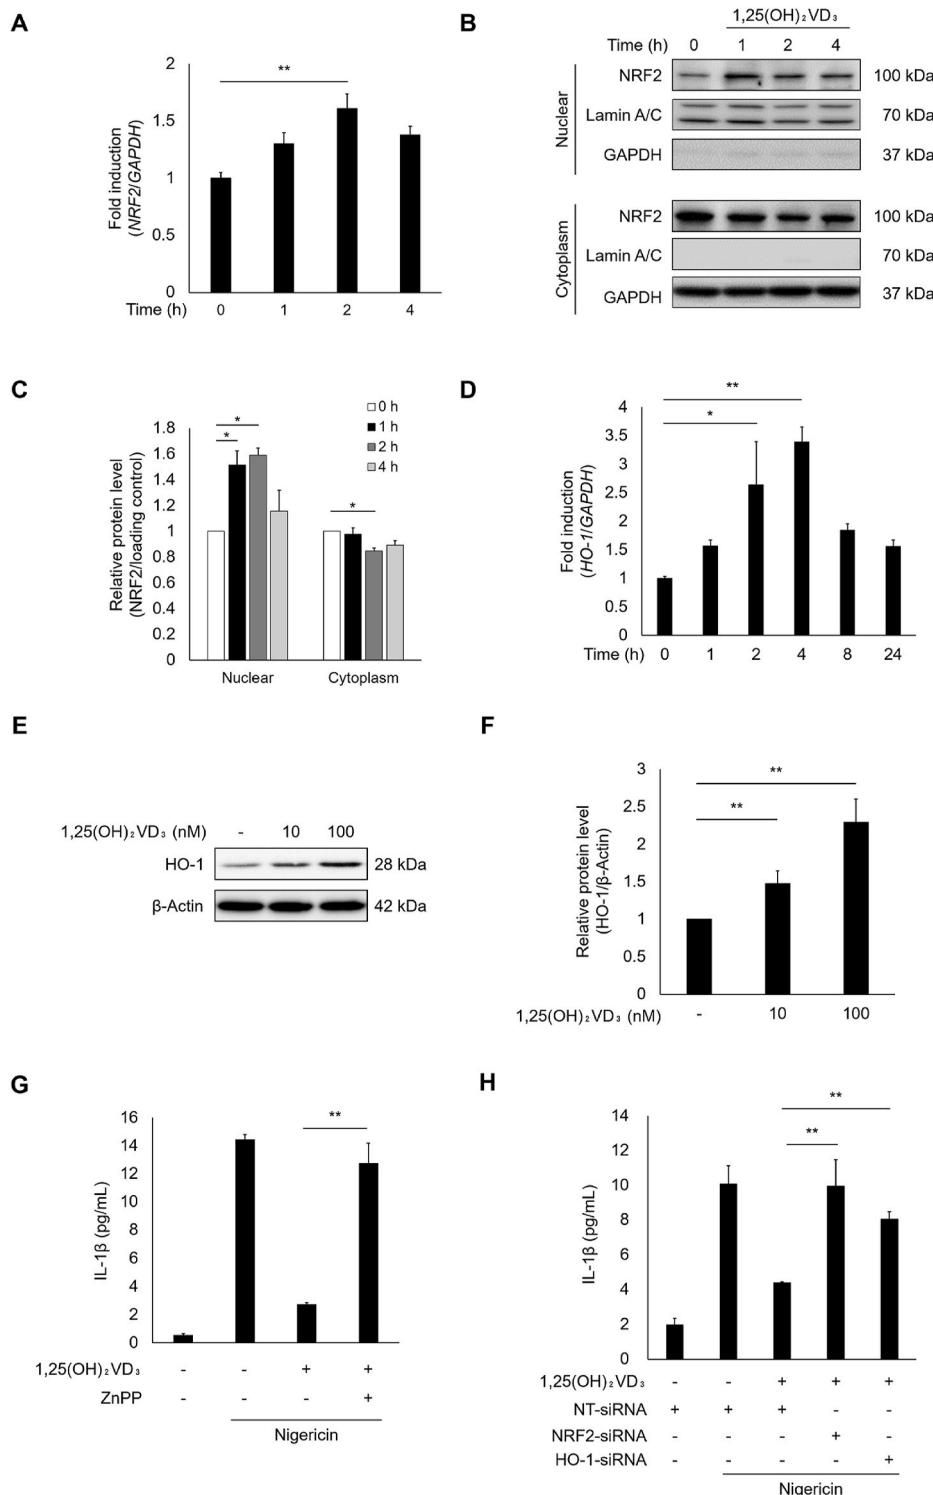 A
Fold induction
(NRF2/GAPDH)
2
1.5
1
0.5
0
**
Time (h) 0 1 2 4
B
1,25(OH)₂VD₃
Time (h) 0 1 2 4
Nuclear
NRF2 100 kDa
Lamin A/C 70 kDa
GAPDH 37 kDa
Cytoplasm
NRF2 100 kDa
Lamin A/C 70 kDa
GAPDH 37 kDa
C
Relative protein level
(NRF2/loading control)
1.8
1.6
1.4
1.2
1
0.8
0.6
0.4
0.2
0
*
*
*
0 h
1 h
2 h
4 h
Nuclear Cytoplasm
D
Fold induction
(HO-1/GAPDH)
4
3.5
3
2.5
2
1.5
1
0.5
0
**
*
Time (h) 0 1 2 4 8 24
E
1,25(OH)₂VD₃ (nM) - 10 100
HO-1 28 kDa
β-Actin 42 kDa
F
Relative protein level
(HO-1/β-Actin)
3
2.5
2
1.5
1
0.5
0
**
**
1,25(OH)₂VD₃ (nM) - 10 100
G
IL-1β (pg/mL)
16
14
12
10
8
6
4
2
0
**
1,25(OH)₂VD₃ - - + +
ZnPP - - - +
Nigericin
H
IL-1β (pg/mL)
14
12
10
8
6
4
2
0
**
**
1,25(OH)₂VD₃ - - + + +
NT-siRNA + + + - -
NRF2-siRNA - - - + -
HO-1-siRNA - - - - +
Nigericin